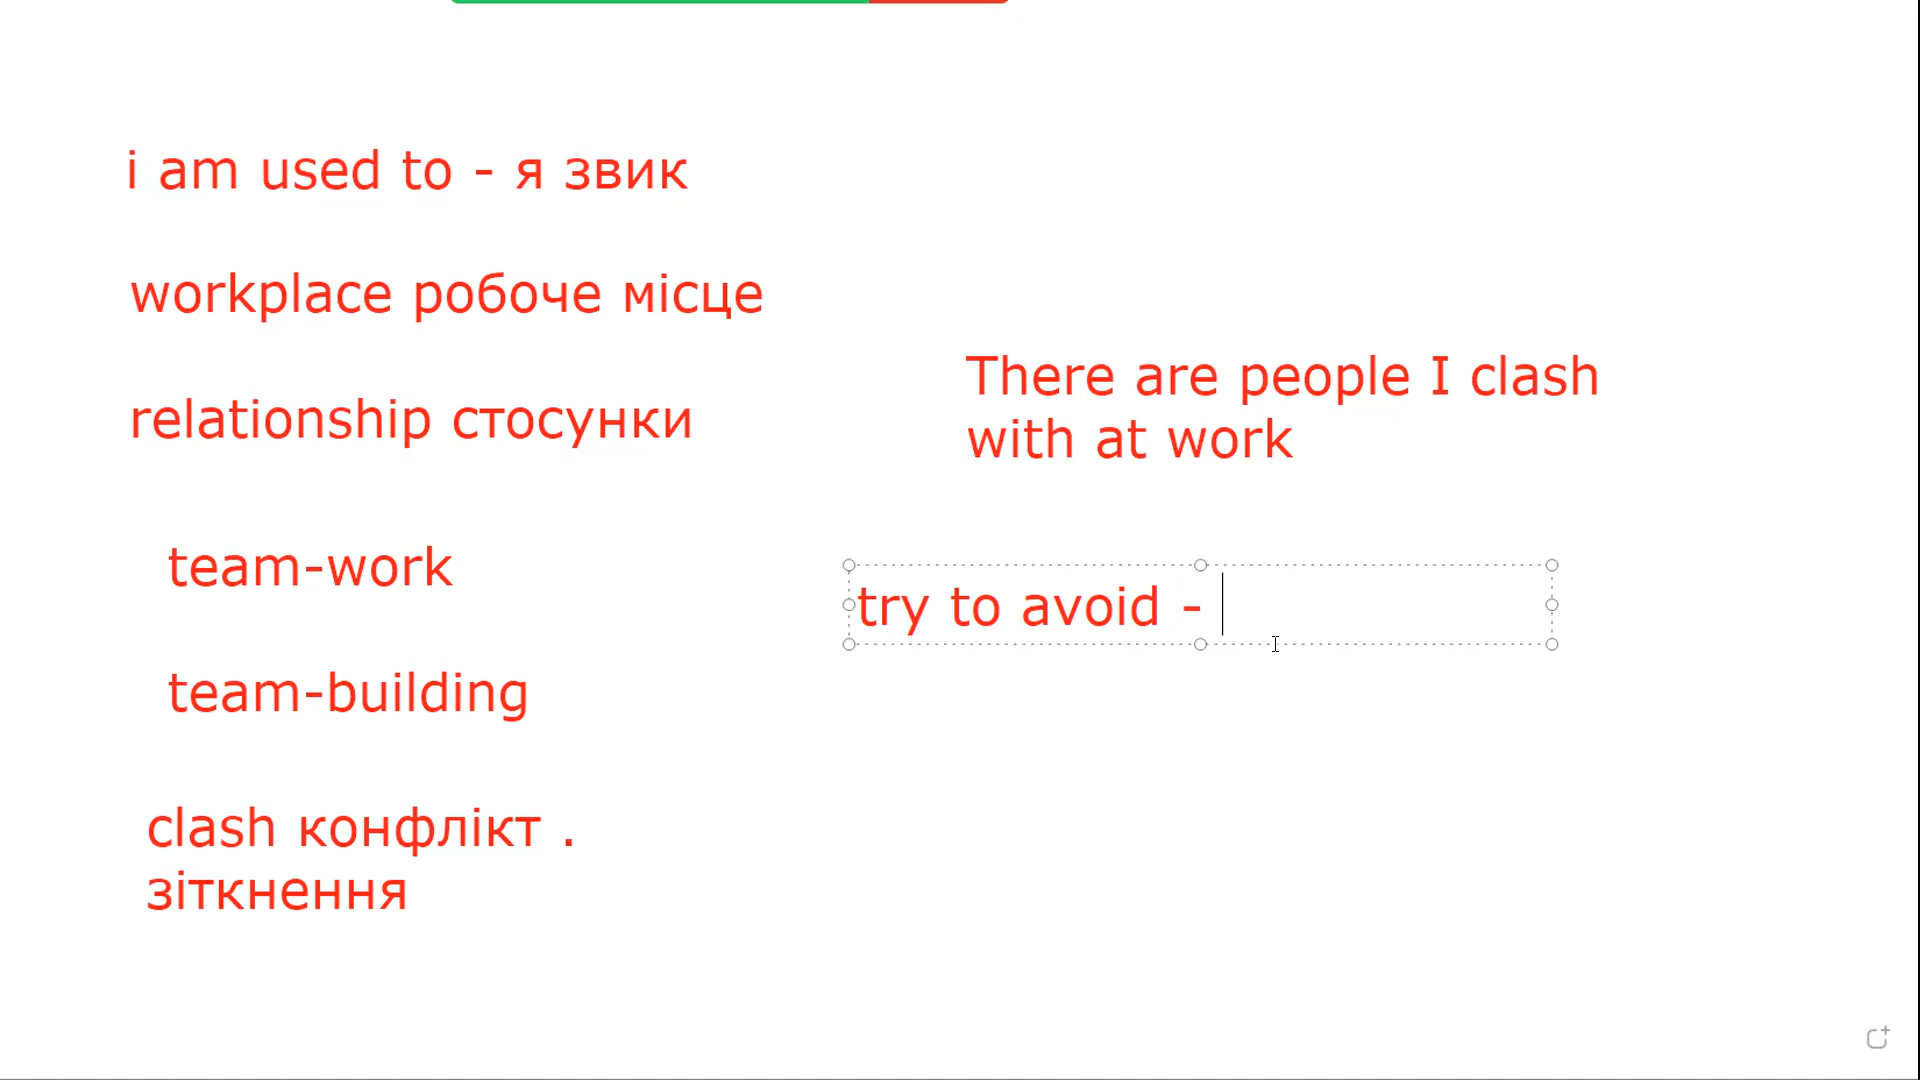 i am used to - я звик
workplace робоче місце
relationship стосунки
team-work
team-building
clash конфлікт .
зіткнення
There are people I clash
with at work
try to avoid -